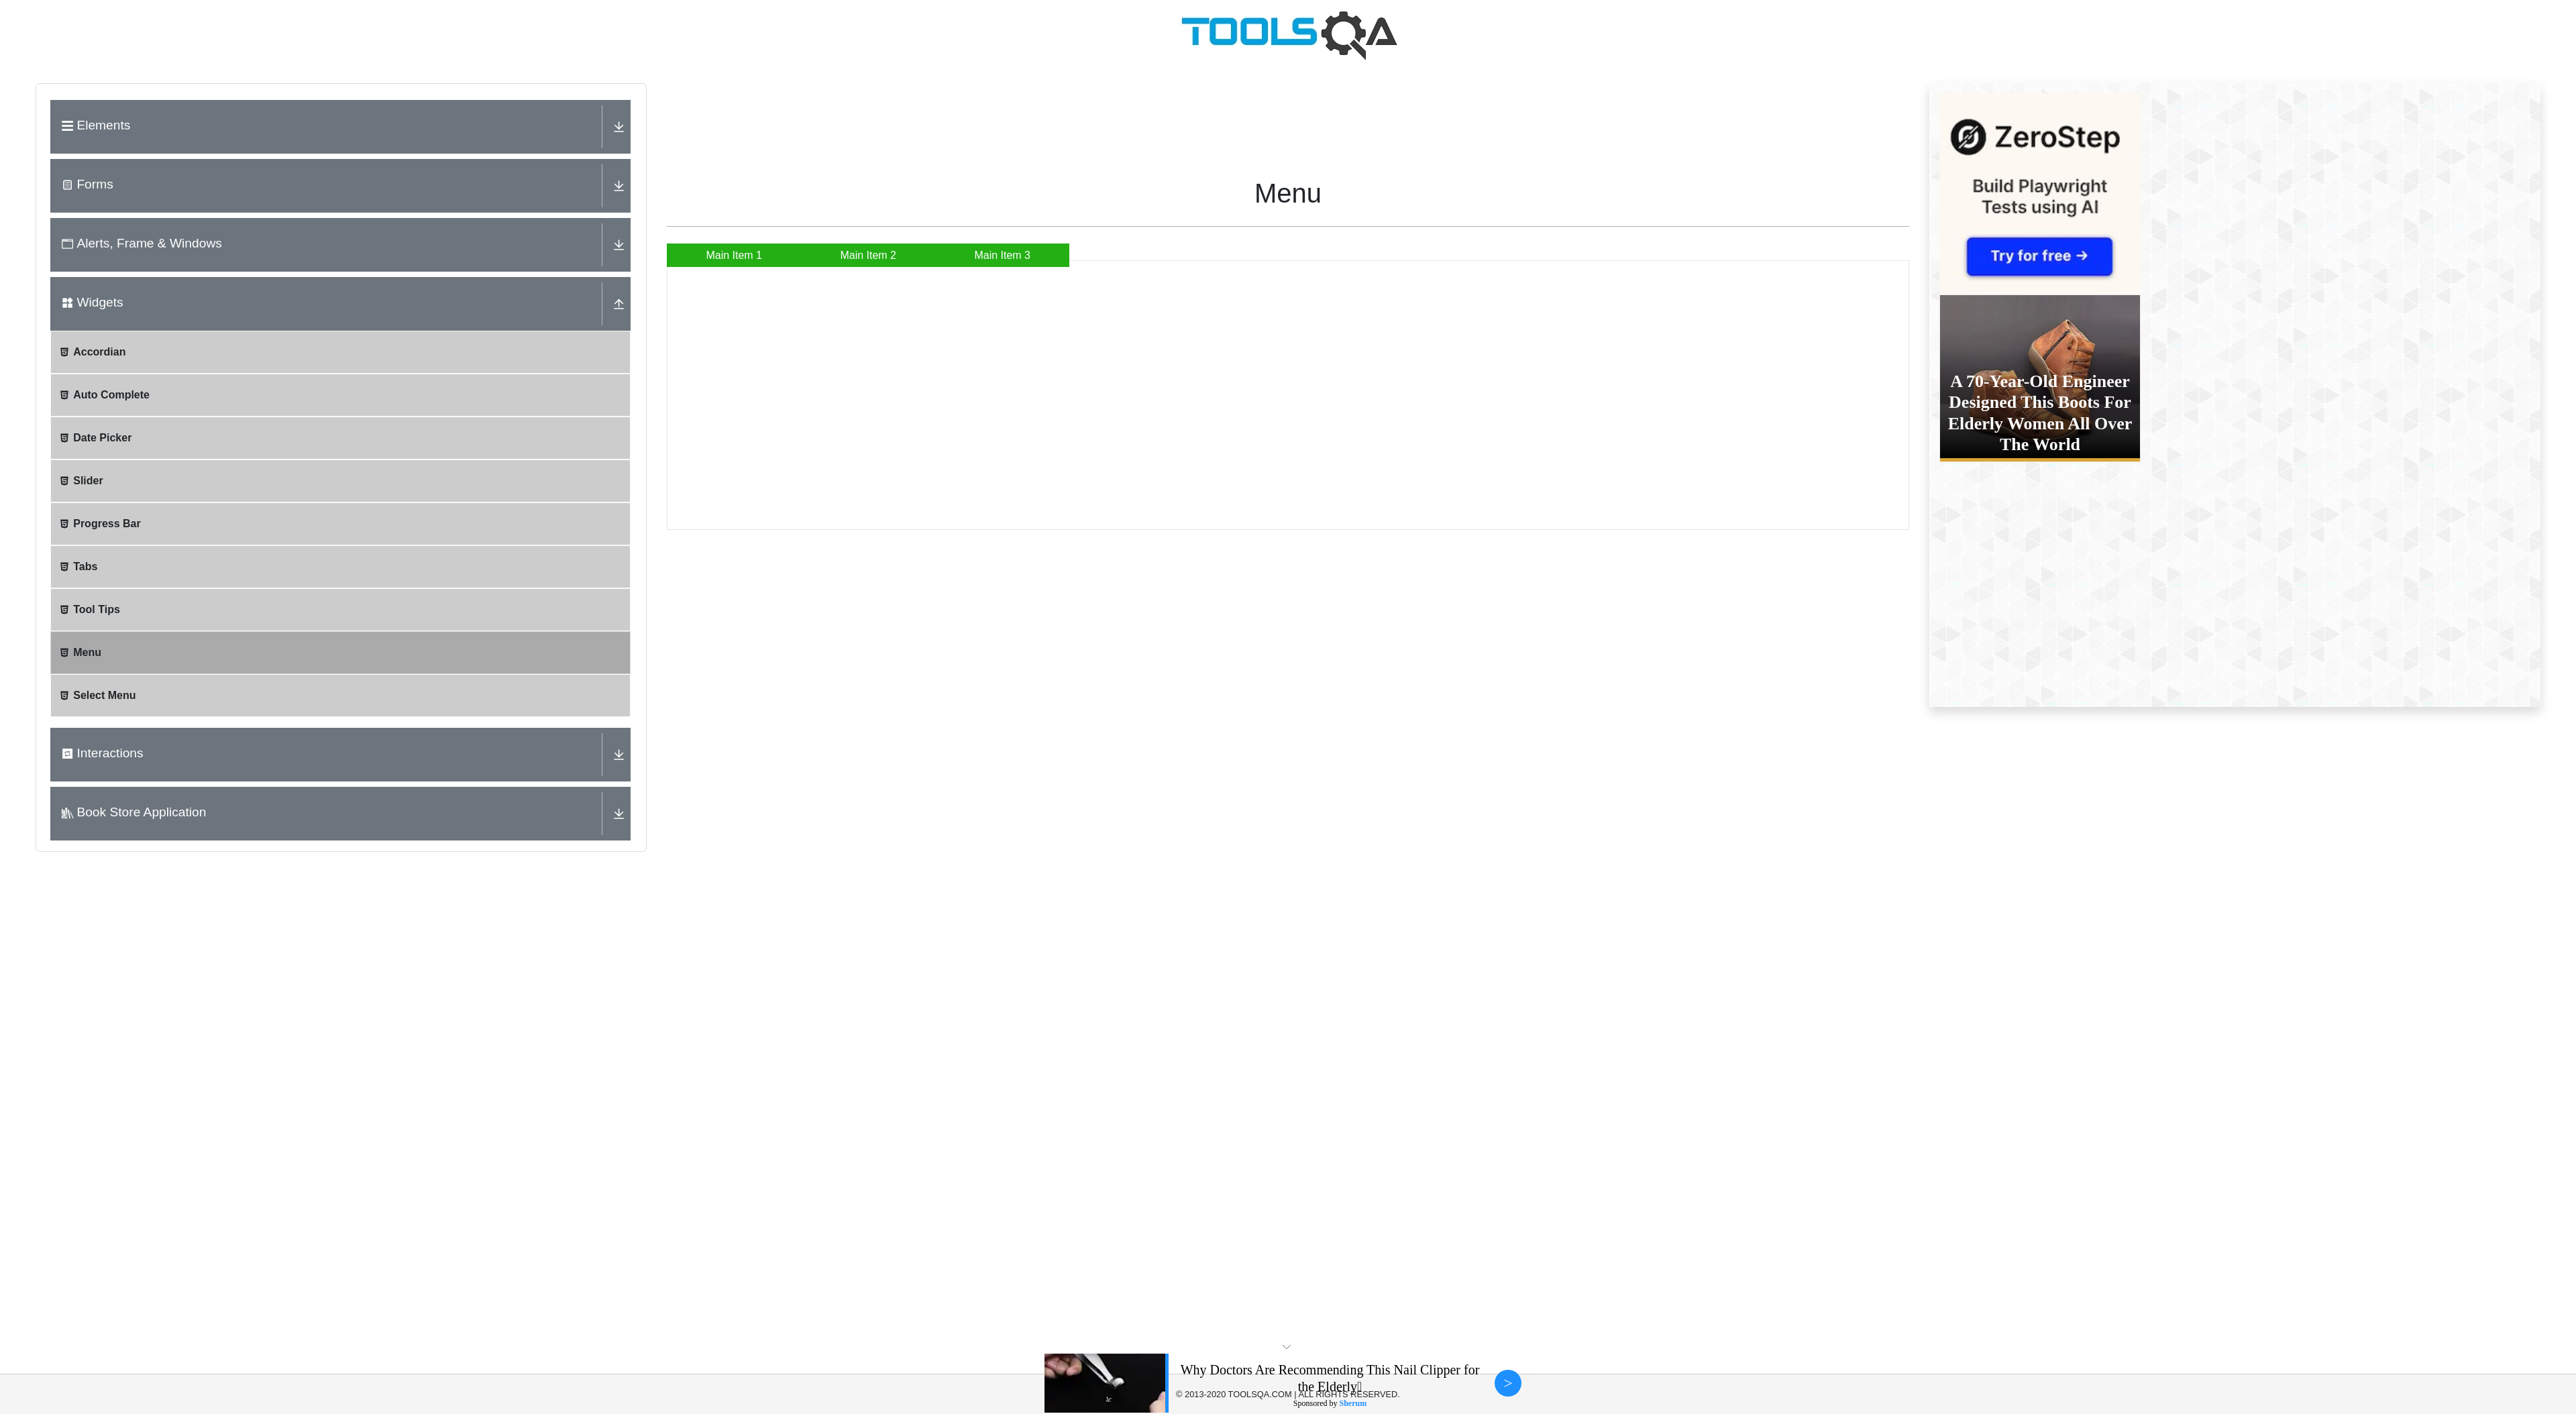 TOOLSQA
Elements
Forms
Alerts, Frame & Windows
Widgets
Accordian
Auto Complete
Date Picker
Slider
Progress Bar
Tabs
Tool Tips
Menu
Select Menu
Interactions
Book Store Application
Menu
Main Item 1
Main Item 2
Main Item 3
ZeroStep
Build Playwright
Tests using AI
Try for free →
A 70-Year-Old Engineer
Designed This Boots For
Elderly Women All Over
The World
Why Doctors Are Recommending This Nail Clipper for
the Elderly
© 2013-2020 TOOLSQA.COM | ALL RIGHTS RESERVED.
Sponsored by Sherum
>